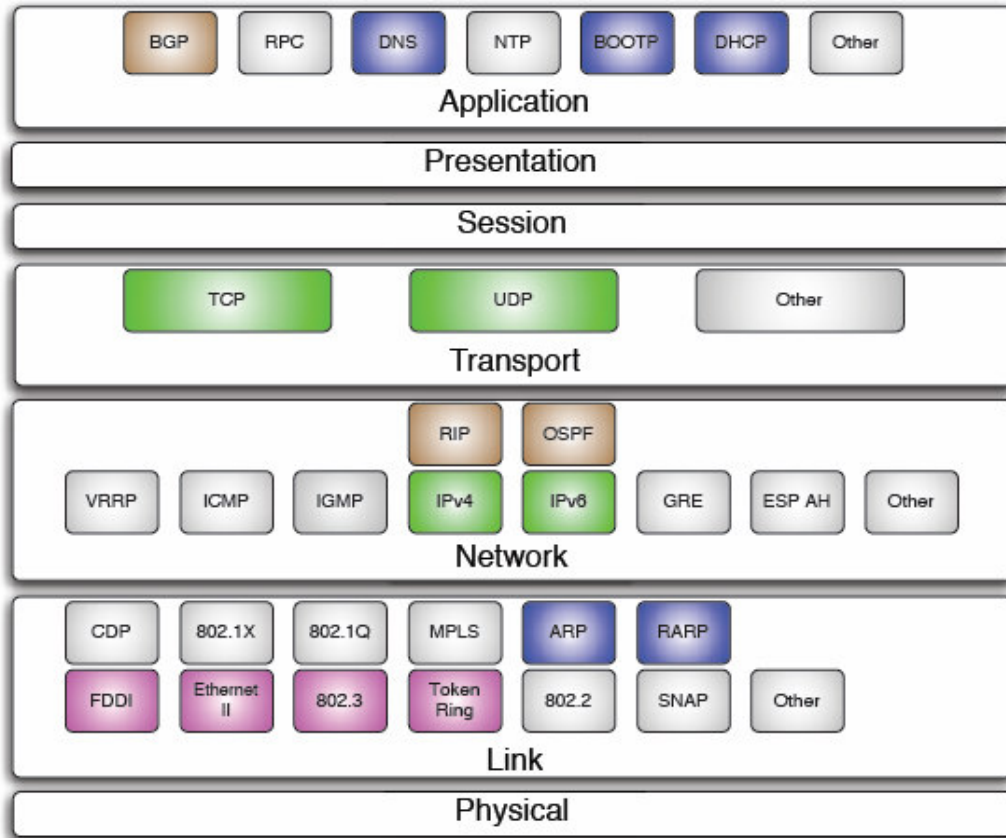 BGP RPC DNS NTP BOOTP DHCP Other
Application
Presentation
Session
TCP UDP Other
Transport
RIP OSPF
VRRP ICMP IGMP IPv4 IPv6 GRE ESP AH Other
Network
CDP 802.1X 802.1Q MPLS ARP RARP
FDDI Ethernet II 802.3 Token Ring 802.2 SNAP Other
Link
Physical